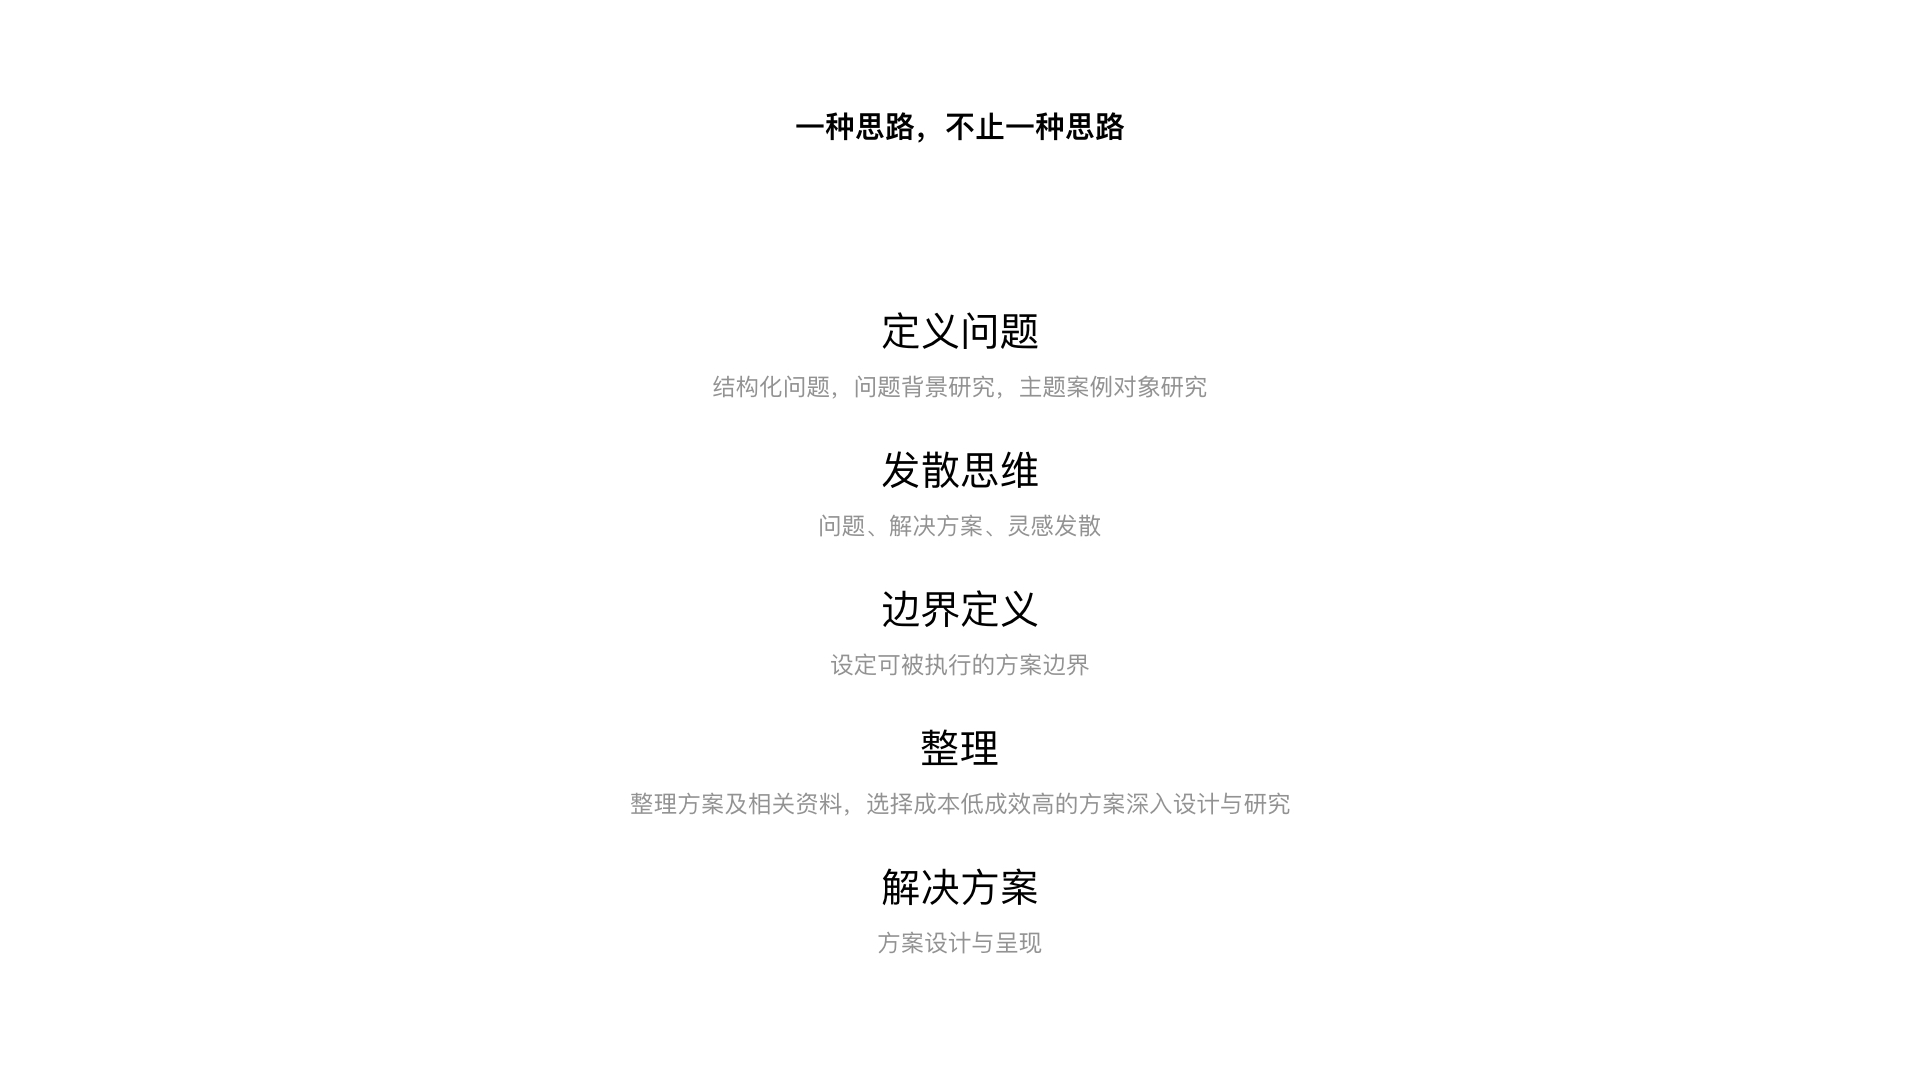 一种思路，不止一种思路
定义问题
结构化问题，问题背景研究，主题案例对象研究
发散思维
问题、解决方案、灵感发散
边界定义
设定可被执行的方案边界
整理
整理方案及相关资料，选择成本低成效高的方案深入设计与研究
解决方案
方案设计与呈现